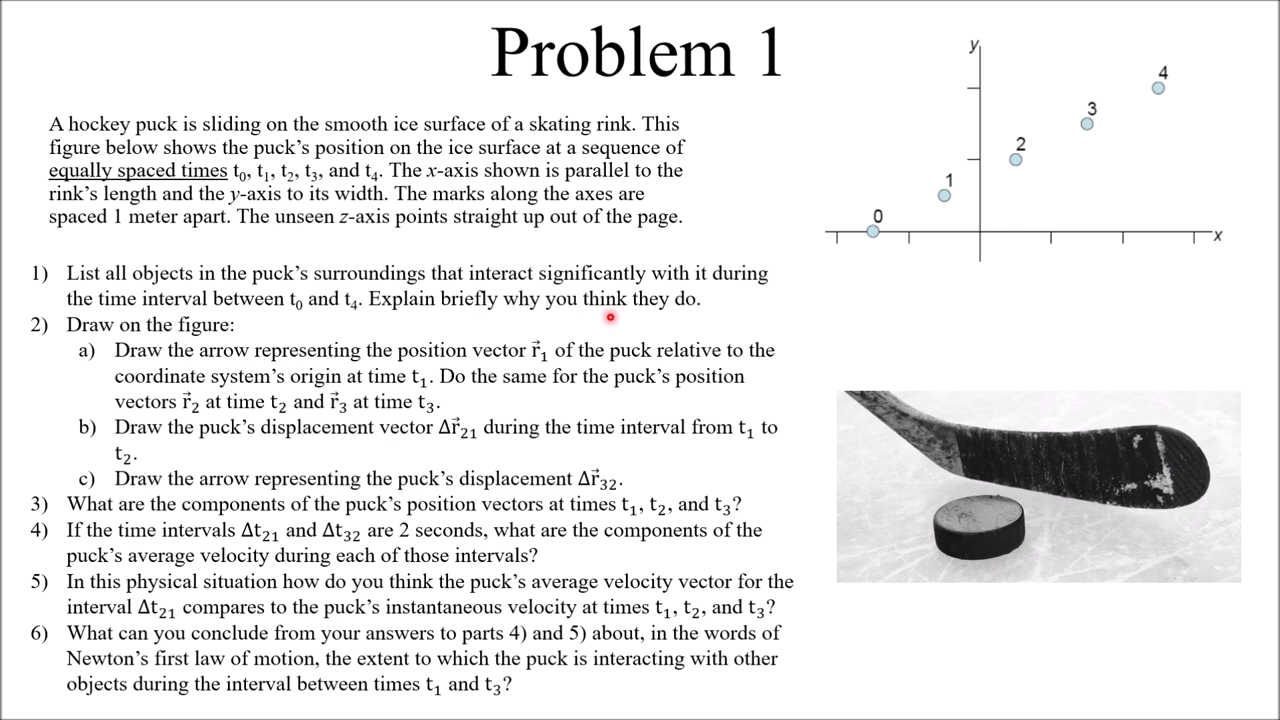 Problem 1
A hockey puck is sliding on the smooth ice surface of a skating rink. This
figure below shows the puck’s position on the ice surface at a sequence of
equally spaced times t₀, t₁, t₂, t₃, and t₄. The x-axis shown is parallel to the
rink’s length and the y-axis to its width. The marks along the axes are
spaced 1 meter apart. The unseen z-axis points straight up out of the page.
1) List all objects in the puck’s surroundings that interact significantly with it during
the time interval between t₀ and t₄. Explain briefly why you think they do.
2) Draw on the figure:
a) Draw the arrow representing the position vector r⃗₁ of the puck relative to the
coordinate system’s origin at time t₁. Do the same for the puck’s position
vectors r⃗₂ at time t₂ and r⃗₃ at time t₃.
b) Draw the puck’s displacement vector Δr⃗₂₁ during the time interval from t₁ to
t₂.
c) Draw the arrow representing the puck’s displacement Δr⃗₃₂.
3) What are the components of the puck’s position vectors at times t₁, t₂, and t₃?
4) If the time intervals Δt₂₁ and Δt₃₂ are 2 seconds, what are the components of the
puck’s average velocity during each of those intervals?
5) In this physical situation how do you think the puck’s average velocity vector for the
interval Δt₂₁ compares to the puck’s instantaneous velocity at times t₁, t₂, and t₃?
6) What can you conclude from your answers to parts 4) and 5) about, in the words of
Newton’s first law of motion, the extent to which the puck is interacting with other
objects during the interval between times t₁ and t₃?
y
4
3
2
1
0
x